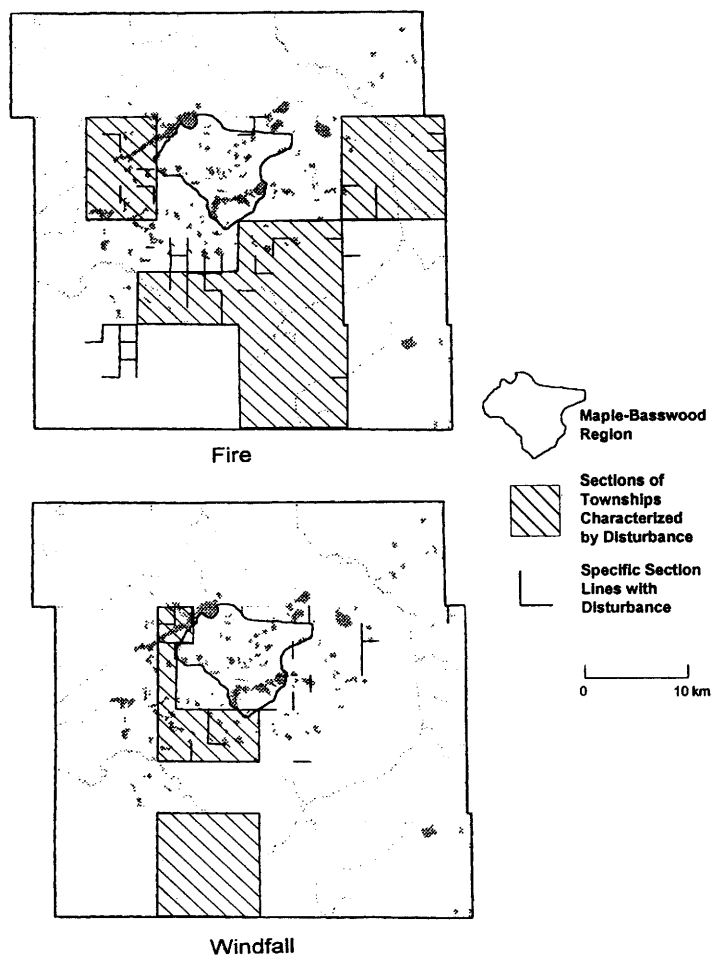 Fire
Maple-Basswood
Region
Sections of
Townships
Characterized
by Disturbance
Specific Section
Lines with
Disturbance
0 10 km
Windfall